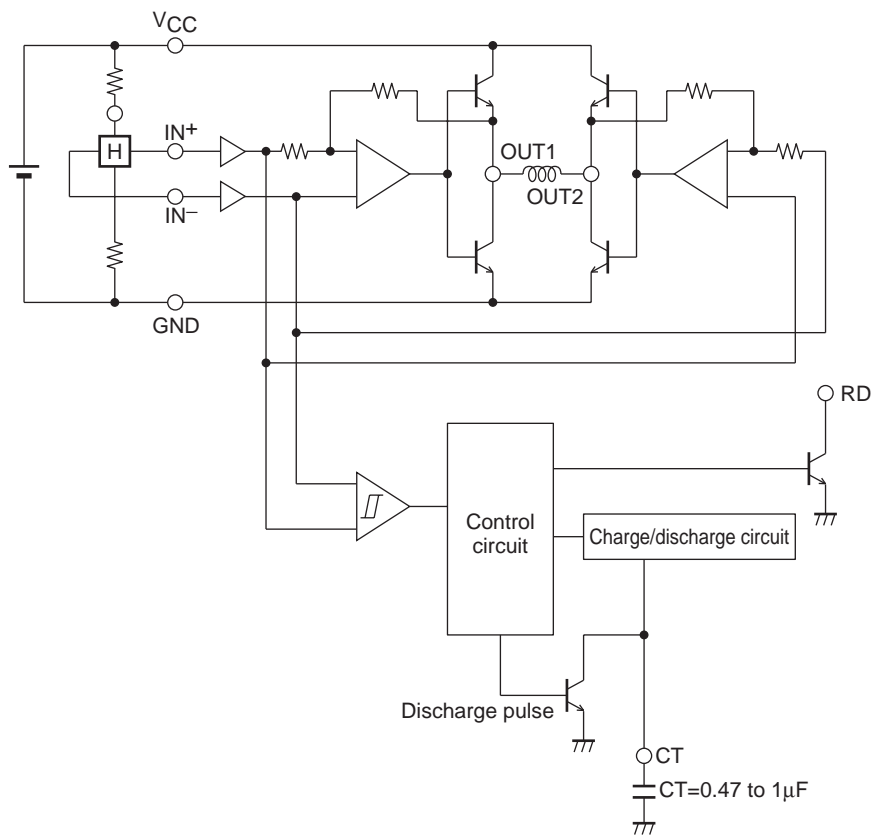 VCC
IN+
H
OUT1
OUT2
IN−
GND
RD
Control
circuit
Charge/discharge circuit
Discharge pulse
CT
CT=0.47 to 1μF